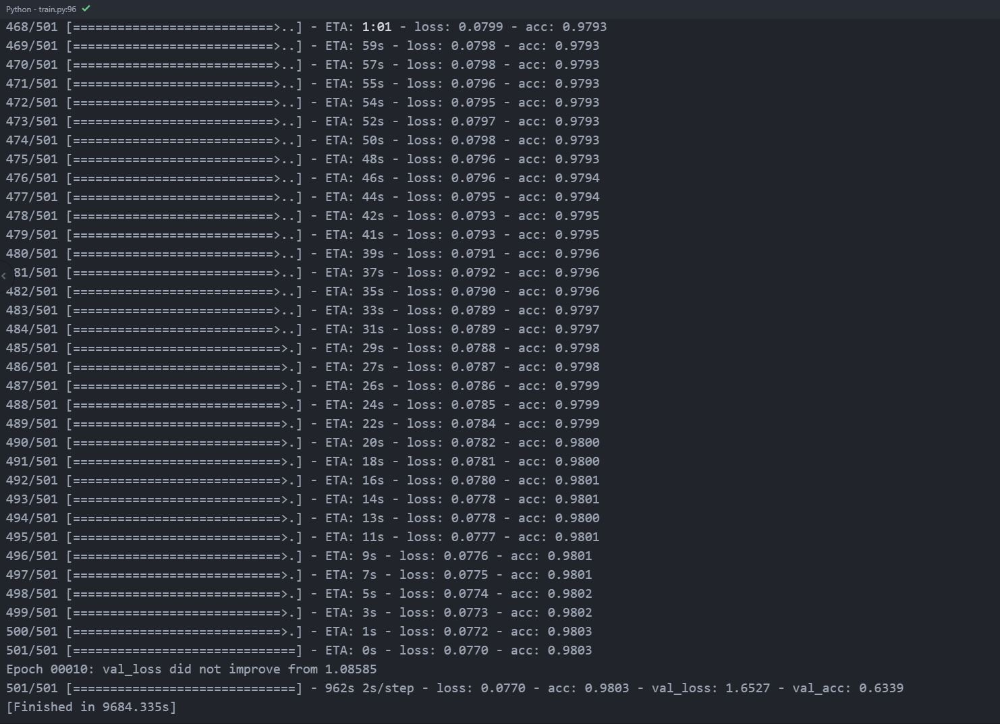 Python - train.py:96
468/501 [===========================>..] - ETA: 1:01 - loss: 0.0799 - acc: 0.9793
469/501 [===========================>..] - ETA: 59s - loss: 0.0798 - acc: 0.9793
470/501 [===========================>..] - ETA: 57s - loss: 0.0798 - acc: 0.9793
471/501 [===========================>..] - ETA: 55s - loss: 0.0796 - acc: 0.9793
472/501 [===========================>..] - ETA: 54s - loss: 0.0795 - acc: 0.9793
473/501 [===========================>..] - ETA: 52s - loss: 0.0797 - acc: 0.9793
474/501 [===========================>..] - ETA: 50s - loss: 0.0798 - acc: 0.9793
475/501 [===========================>..] - ETA: 48s - loss: 0.0796 - acc: 0.9793
476/501 [===========================>..] - ETA: 46s - loss: 0.0796 - acc: 0.9794
477/501 [===========================>..] - ETA: 44s - loss: 0.0795 - acc: 0.9794
478/501 [===========================>..] - ETA: 42s - loss: 0.0793 - acc: 0.9795
479/501 [===========================>..] - ETA: 41s - loss: 0.0793 - acc: 0.9795
480/501 [===========================>..] - ETA: 39s - loss: 0.0791 - acc: 0.9796
81/501 [===========================>..] - ETA: 37s - loss: 0.0792 - acc: 0.9796
482/501 [===========================>..] - ETA: 35s - loss: 0.0790 - acc: 0.9796
483/501 [===========================>..] - ETA: 33s - loss: 0.0789 - acc: 0.9797
484/501 [===========================>..] - ETA: 31s - loss: 0.0789 - acc: 0.9797
485/501 [============================>.] - ETA: 29s - loss: 0.0788 - acc: 0.9798
486/501 [============================>.] - ETA: 27s - loss: 0.0787 - acc: 0.9798
487/501 [============================>.] - ETA: 26s - loss: 0.0786 - acc: 0.9799
488/501 [============================>.] - ETA: 24s - loss: 0.0785 - acc: 0.9799
489/501 [============================>.] - ETA: 22s - loss: 0.0784 - acc: 0.9799
490/501 [============================>.] - ETA: 20s - loss: 0.0782 - acc: 0.9800
491/501 [============================>.] - ETA: 18s - loss: 0.0781 - acc: 0.9800
492/501 [============================>.] - ETA: 16s - loss: 0.0780 - acc: 0.9801
493/501 [============================>.] - ETA: 14s - loss: 0.0778 - acc: 0.9801
494/501 [============================>.] - ETA: 13s - loss: 0.0778 - acc: 0.9800
495/501 [============================>.] - ETA: 11s - loss: 0.0777 - acc: 0.9801
496/501 [============================>.] - ETA: 9s - loss: 0.0776 - acc: 0.9801
497/501 [============================>.] - ETA: 7s - loss: 0.0775 - acc: 0.9801
498/501 [============================>.] - ETA: 5s - loss: 0.0774 - acc: 0.9802
499/501 [============================>.] - ETA: 3s - loss: 0.0773 - acc: 0.9802
500/501 [============================>.] - ETA: 1s - loss: 0.0772 - acc: 0.9803
501/501 [==============================] - ETA: 0s - loss: 0.0770 - acc: 0.9803
Epoch 00010: val_loss did not improve from 1.08585
501/501 [==============================] - 962s 2s/step - loss: 0.0770 - acc: 0.9803 - val_loss: 1.6527 - val_acc: 0.6339
[Finished in 9684.335s]